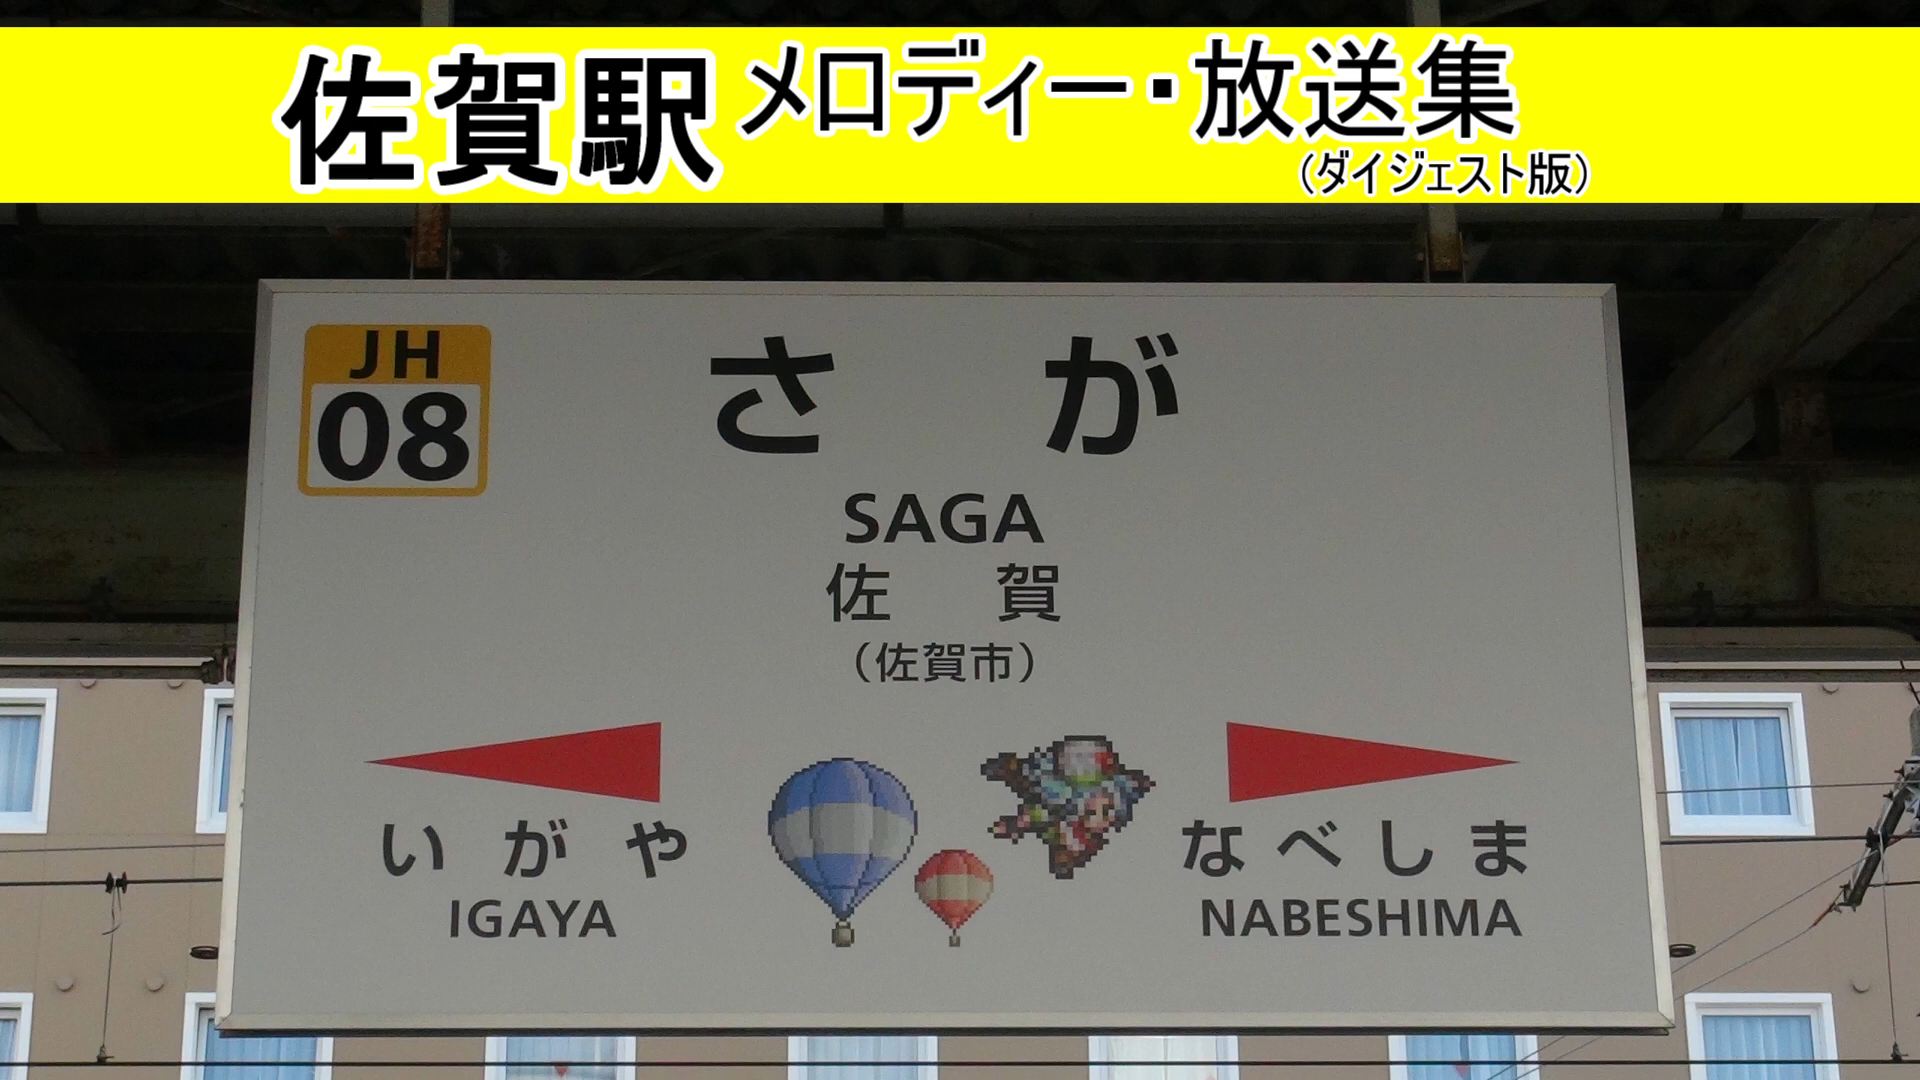 佐賀駅メロディー・放送集
（ダイジェスト版）
JH
08
さが
SAGA
佐賀
（佐賀市）
いがや
IGAYA
なべしま
NABESHIMA